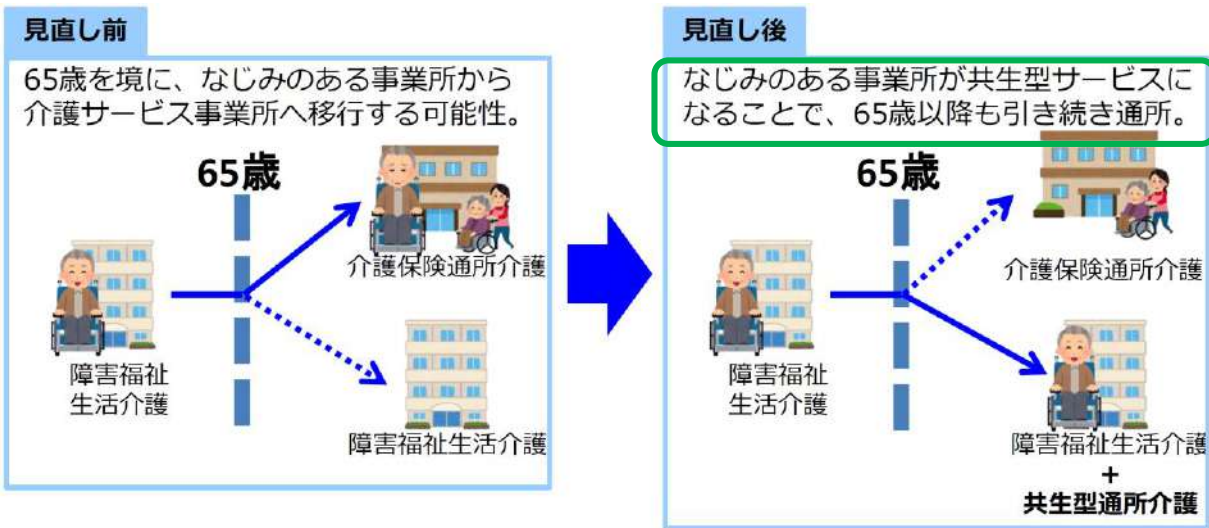 見直し前
65歳を境に、なじみのある事業所から
介護サービス事業所へ移行する可能性。
65歳
介護保険通所介護
障害福祉
生活介護
障害福祉生活介護
見直し後
なじみのある事業所が共生型サービスに
なることで、65歳以降も引き続き通所。
65歳
介護保険通所介護
障害福祉
生活介護
障害福祉生活介護
+
共生型通所介護